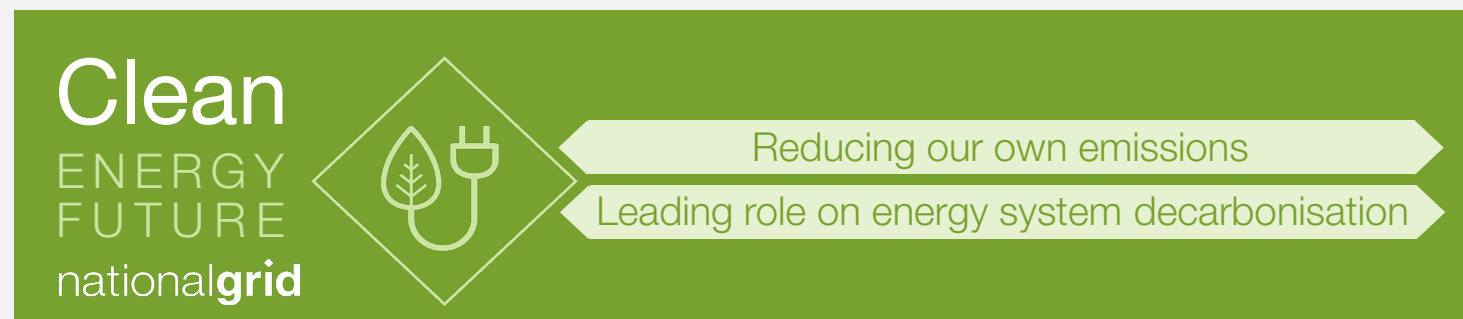 Clean
ENERGY
FUTURE
nationalgrid
Reducing our own emissions
Leading role on energy system decarbonisation